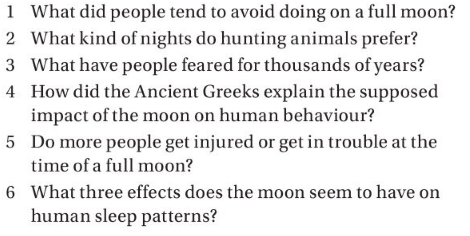 1 What did people tend to avoid doing on a full moon?
2 What kind of nights do hunting animals prefer?
3 What have people feared for thousands of years?
4 How did the Ancient Greeks explain the supposed
impact of the moon on human behaviour?
5 Do more people get injured or get in trouble at the
time of a full moon?
6 What three effects does the moon seem to have on
human sleep patterns?